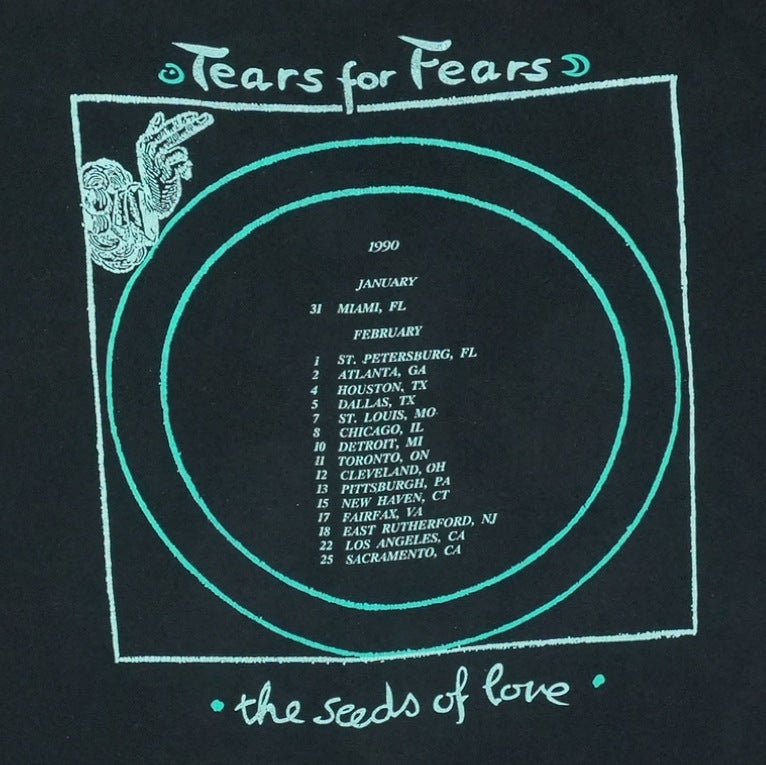 Tears for Fears
1990
JANUARY
31 MIAMI, FL
FEBRUARY
1 ST. PETERSBURG, FL
2 ATLANTA, GA
4 HOUSTON, TX
5 DALLAS, TX
7 ST. LOUIS, MO
8 CHICAGO, IL
10 DETROIT, MI
11 TORONTO, ON
12 CLEVELAND, OH
13 PITTSBURGH, PA
15 NEW HAVEN, CT
17 FAIRFAX, VA
18 EAST RUTHERFORD, NJ
22 LOS ANGELES, CA
25 SACRAMENTO, CA
• the seeds of love •